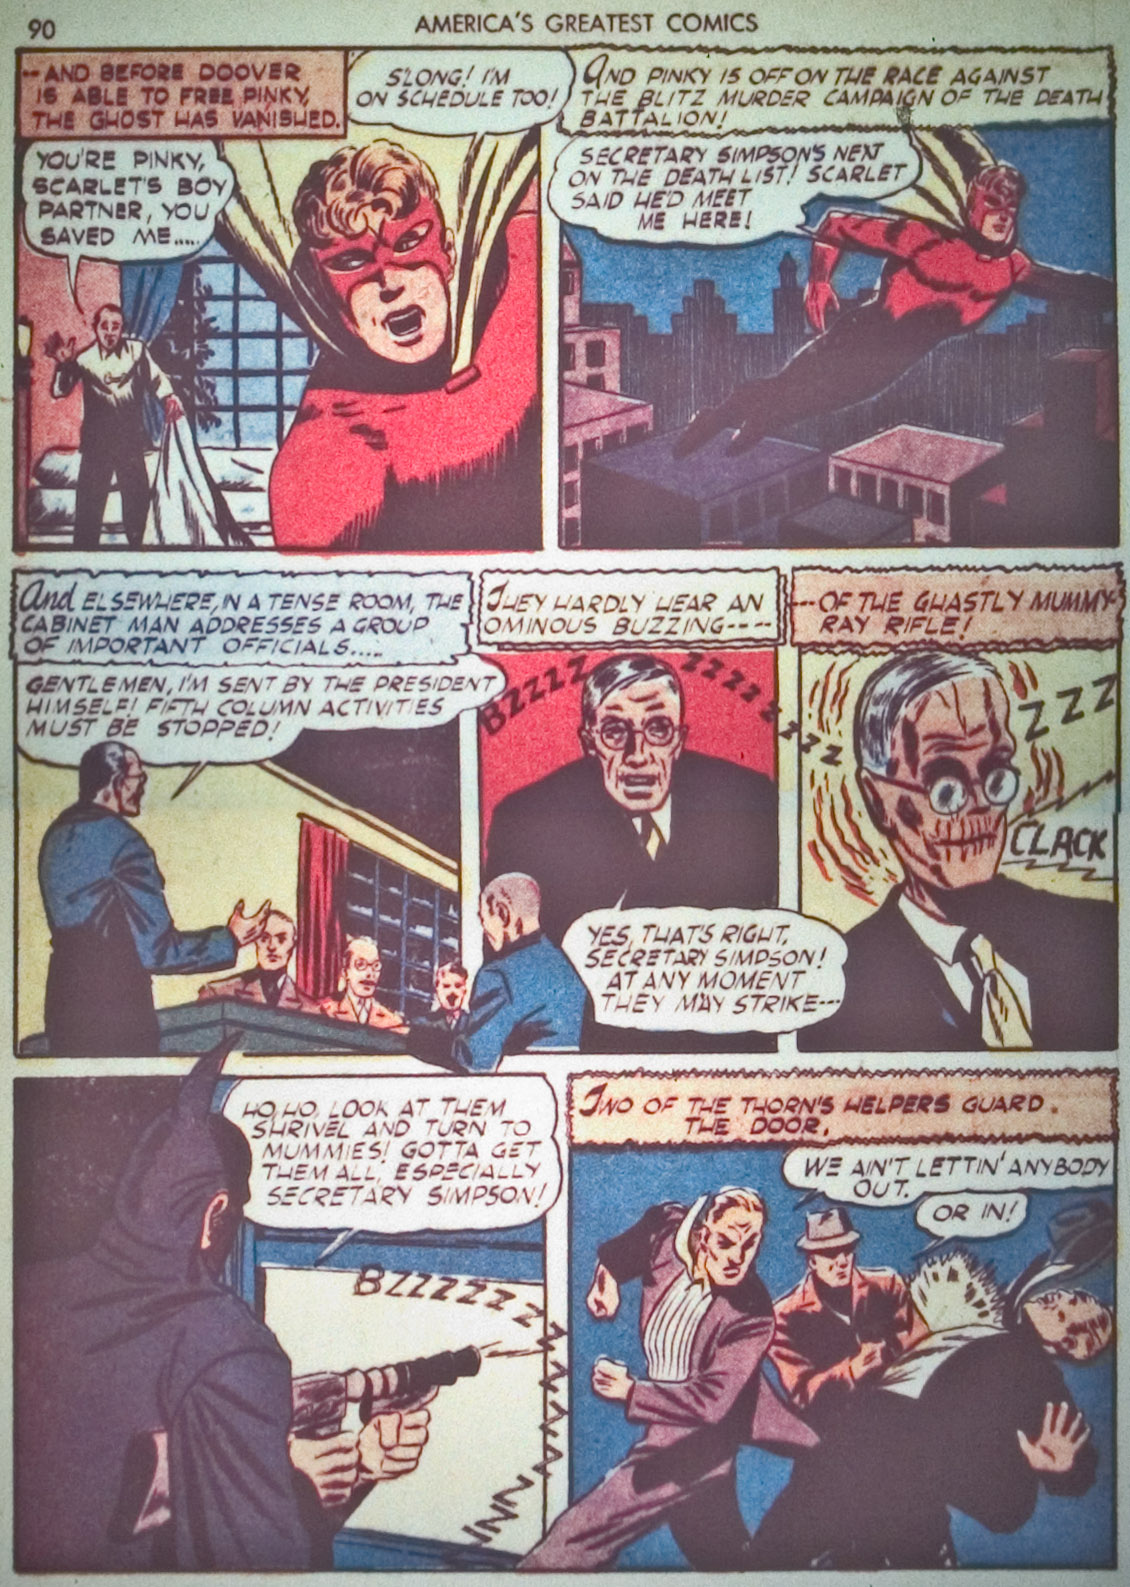 90
AMERICA'S GREATEST COMICS
--AND BEFORE DOOVER
IS ABLE TO FREE PINKY,
THE GHOST HAS VANISHED.
S'LONG! I'M
ON SCHEDULE TOO!
YOU'RE PINKY,
SCARLET'S BOY
PARTNER, YOU
SAVED ME.....
AND PINKY IS OFF ON THE RACE AGAINST
THE BLITZ MURDER CAMPAIGN OF THE DEATH
BATTALION!
SECRETARY SIMPSON'S NEXT
ON THE DEATH LIST! SCARLET
SAID HE'D MEET
ME HERE!
And ELSEWHERE, IN A TENSE ROOM, THE
CABINET MAN ADDRESSES A GROUP
OF IMPORTANT OFFICIALS....
GENTLEMEN, I'M SENT BY THE PRESIDENT
HIMSELF! FIFTH COLUMN ACTIVITIES
MUST BE STOPPED!
THEY HARDLY HEAR AN
OMINOUS BUZZING----
BZZZZ ZZZZZZZZZZ
YES, THAT'S RIGHT,
SECRETARY SIMPSON!
AT ANY MOMENT
THEY MAY STRIKE---
---OF THE GHASTLY MUMMY-
RAY RIFLE!
ZZZ
CLACK
HO, HO, LOOK AT THEM
SHRIVEL AND TURN TO
MUMMIES! GOTTA GET
THEM ALL, ESPECIALLY
SECRETARY SIMPSON!
BZZZZZZZZZZZZZZZ
TWO OF THE THORN'S HELPERS GUARD.
THE DOOR.
WE AIN'T LETTIN' ANYBODY
OUT.
OR IN!